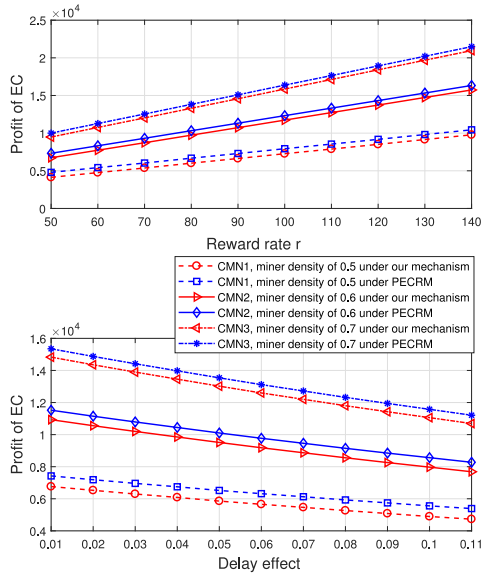 ×10⁴
2.5
2
1.5
1
0.5
0
Profit of EC
50 60 70 80 90 100 110 120 130 140
Reward rate r
CMN1, miner density of 0.5 under our mechanism
CMN1, miner density of 0.5 under PECRM
CMN2, miner density of 0.6 under our mechanism
CMN2, miner density of 0.6 under PECRM
CMN3, miner density of 0.7 under our mechanism
CMN3, miner density of 0.7 under PECRM
×10⁴
1.6
1.4
1.2
1
0.8
0.6
0.4
Profit of EC
0.01 0.02 0.03 0.04 0.05 0.06 0.07 0.08 0.09 0.1 0.11
Delay effect